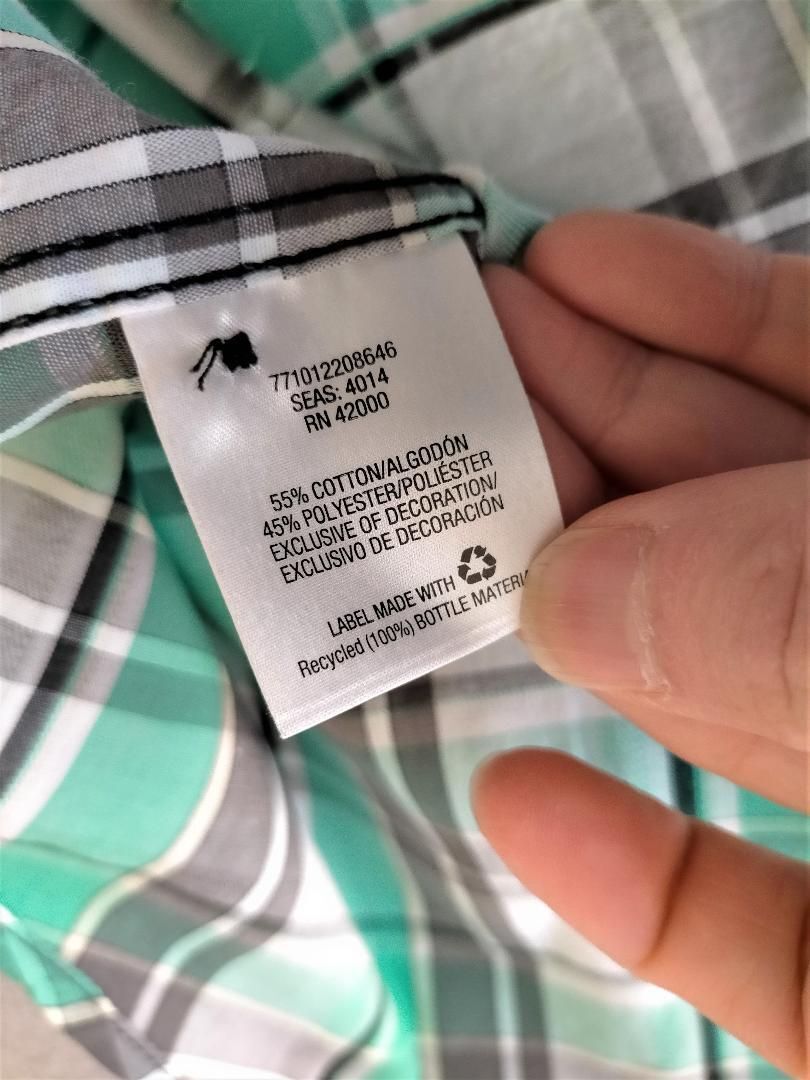 771012208646
SEAS: 4014
RN 42000
55% COTTON/ALGODÓN
45% POLYESTER/POLIÉSTER
EXCLUSIVE OF DECORATION/
EXCLUSIVO DE DECORACIÓN
LABEL MADE WITH
Recycled (100%) BOTTLE